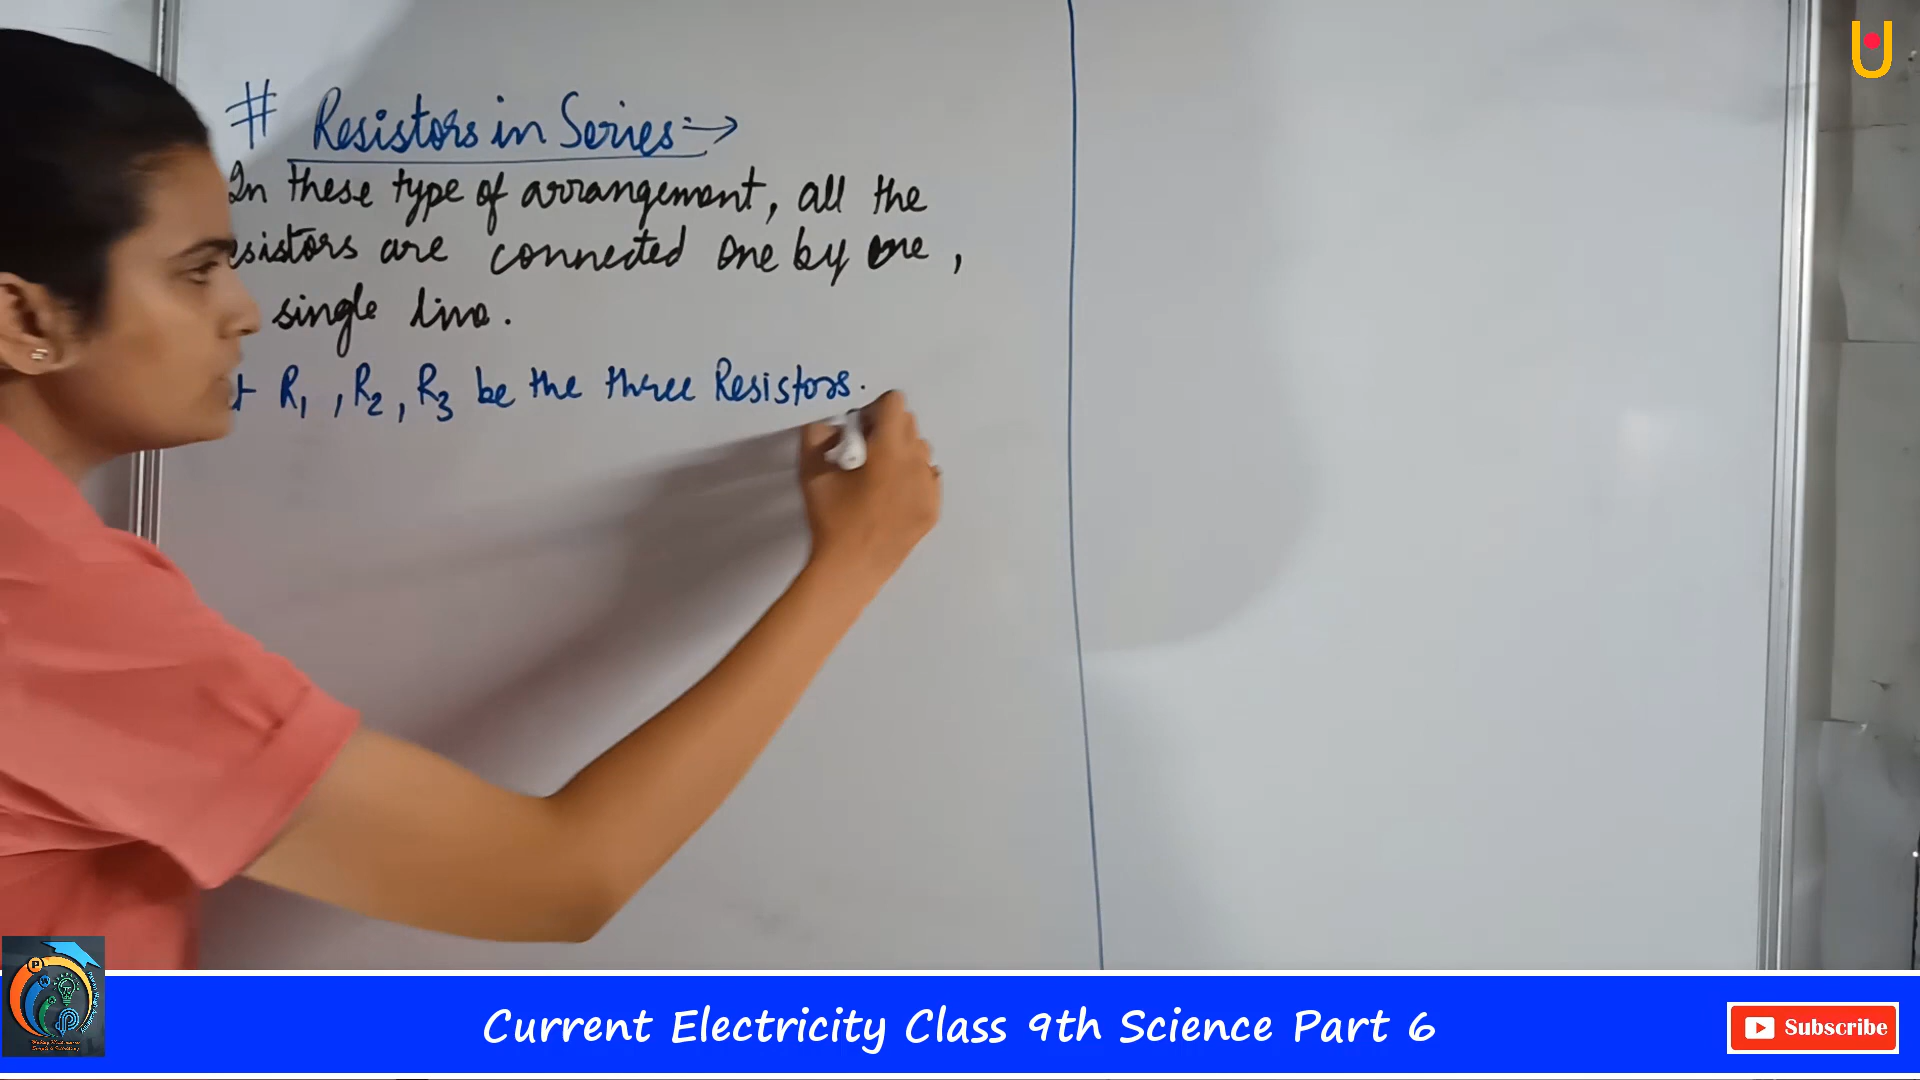 # Resistors in Series :→
In these type of arrangement, all the
esistors are connected one by one ,
single line.
t R1 , R2 , R3 be the three Resistors.
Current Electricity Class 9th Science Part 6
Subscribe